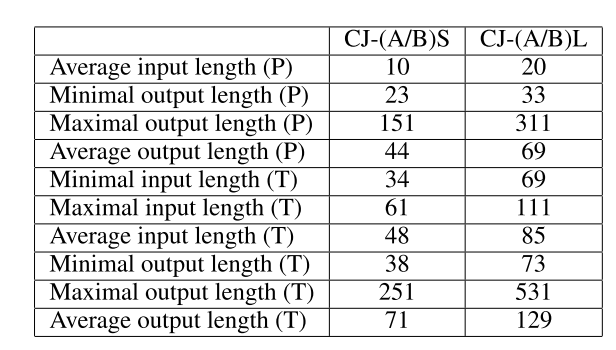 CJ-(A/B)S CJ-(A/B)L
Average input length (P) 10 20
Minimal output length (P) 23 33
Maximal output length (P) 151 311
Average output length (P) 44 69
Minimal input length (T) 34 69
Maximal input length (T) 61 111
Average input length (T) 48 85
Minimal output length (T) 38 73
Maximal output length (T) 251 531
Average output length (T) 71 129